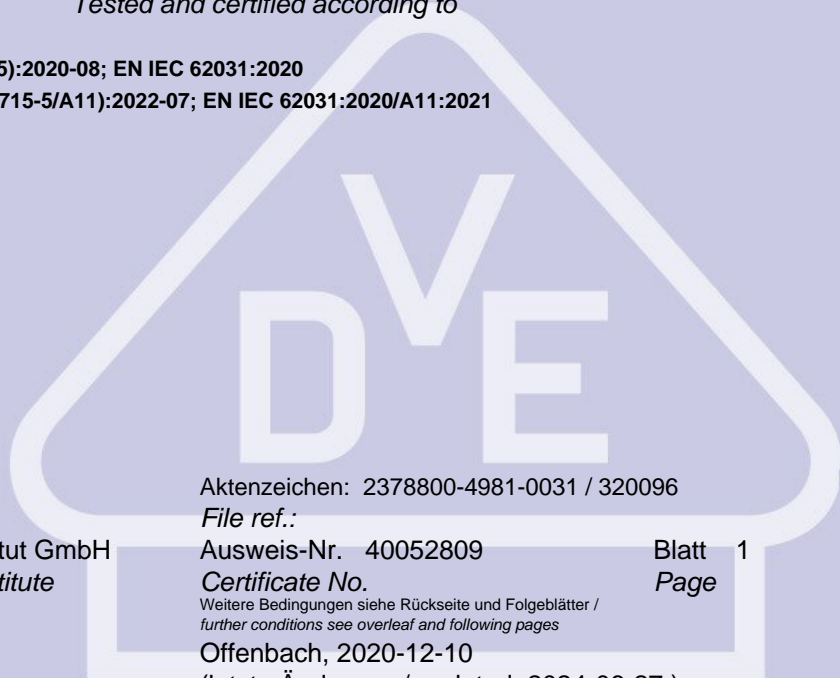 Tested and certified according to
5):2020-08; EN IEC 62031:2020
715-5/A11):2022-07; EN IEC 62031:2020/A11:2021
VDE
Aktenzeichen: 2378800-4981-0031 / 320096
File ref.:
tut GmbH Ausweis-Nr. 40052809 Blatt 1
titute Certificate No. Page
Weitere Bedingungen siehe Rückseite und Folgeblätter /
further conditions see overleaf and following pages
Offenbach, 2020-12-10